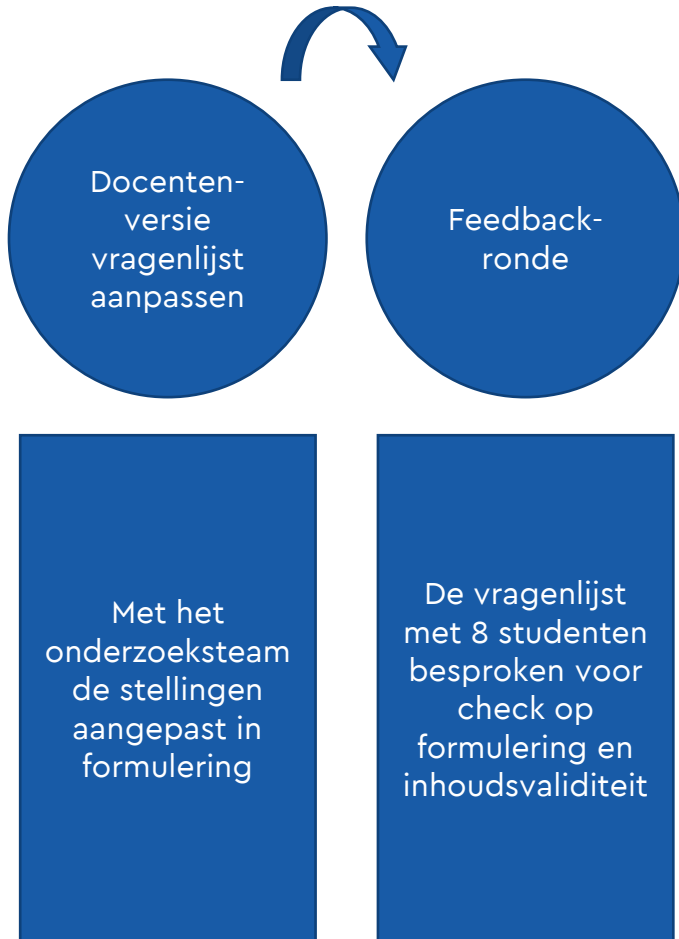 Docenten-
versie
vragenlijst
aanpassen
Feedback-
ronde
Met het
onderzoeksteam
de stellingen
aangepast in
formulering
De vragenlijst
met 8 studenten
besproken voor
check op
formulering en
inhoudsvaliditeit